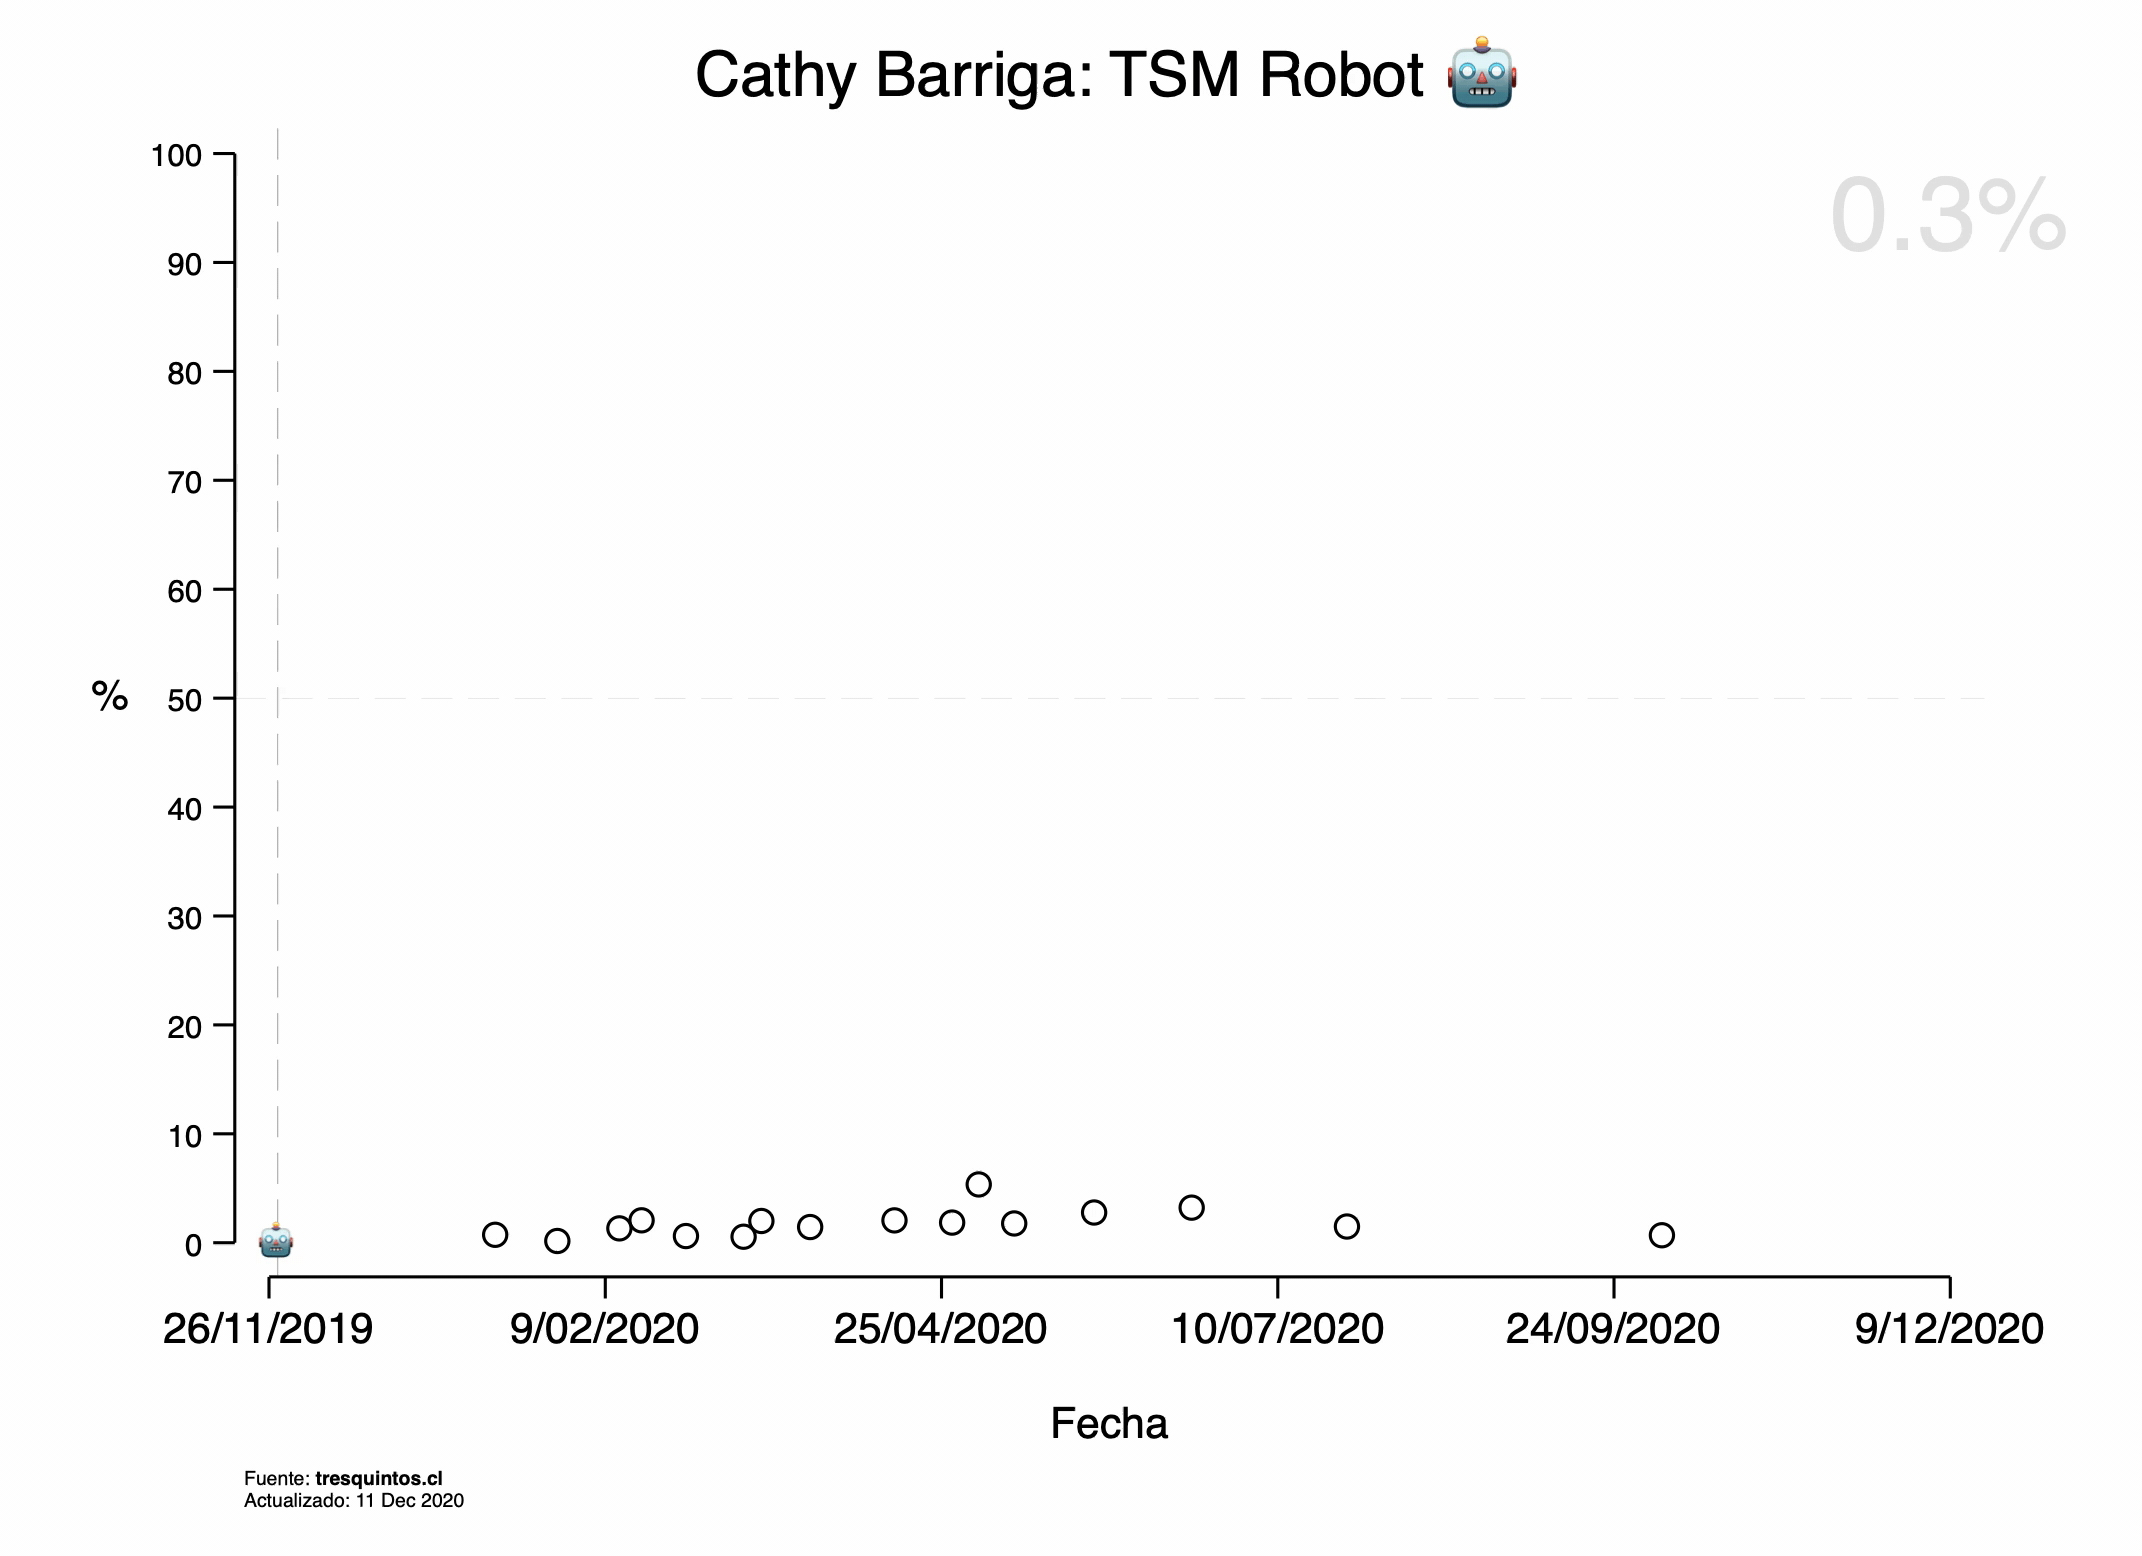 Cathy Barriga: TSM Robot 🤖
0.3%
100
90
80
70
60
50
40
30
20
10
0
%
26/11/2019 9/02/2020 25/04/2020 10/07/2020 24/09/2020 9/12/2020
Fecha
Fuente: tresquintos.cl
Actualizado: 11 Dec 2020